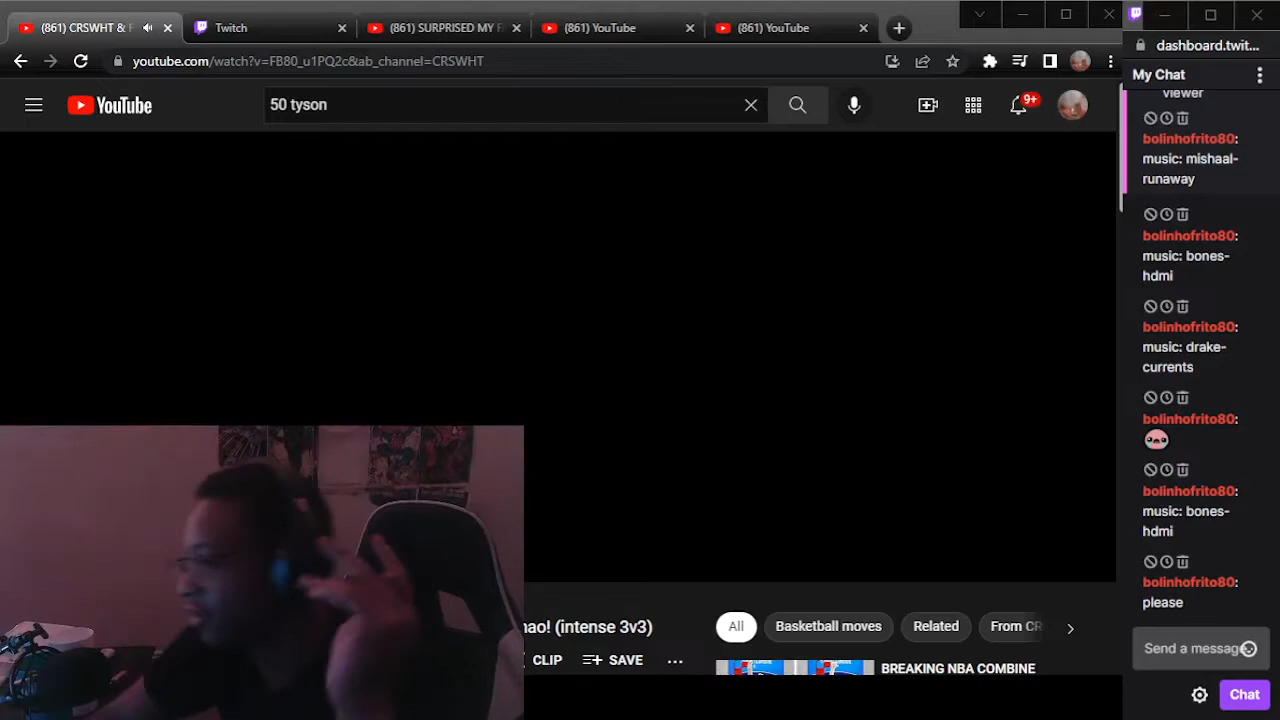 (861) CRSWHT & F
Twitch
(861) SURPRISED MY F
(861) YouTube
(861) YouTube
youtube.com/watch?v=FB80_u1PQ2c&ab_channel=CRSWHT
dashboard.twit...
YouTube
50 tyson
9+
My Chat
viewer
bolinhofrito80:
music: mishaal-
runaway
bolinhofrito80:
music: bones-
hdmi
bolinhofrito80:
music: drake-
currents
bolinhofrito80:
bolinhofrito80:
music: bones-
hdmi
bolinhofrito80:
please
nao! (intense 3v3)
All
Basketball moves
Related
From CR
CLIP
SAVE
...
BREAKING NBA COMBINE
Send a message
Chat